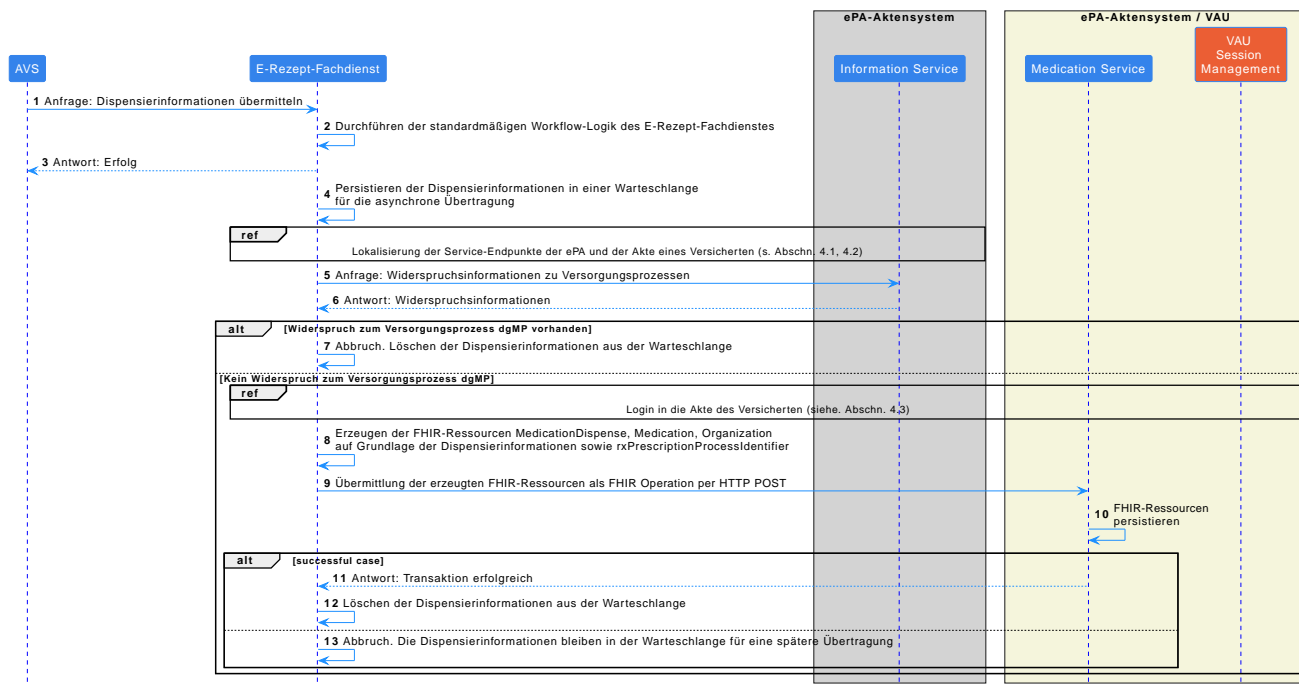 ePA-Aktensystem
ePA-Aktensystem / VAU
AVS
E-Rezept-Fachdienst
Information Service
Medication Service
VAU
Session
Management
1 Anfrage: Dispensierinformationen übermitteln
2 Durchführen der standardmäßigen Workflow-Logik des E-Rezept-Fachdienstes
3 Antwort: Erfolg
4 Persistieren der Dispensierinformationen in einer Warteschlange
für die asynchrone Übertragung
ref
Lokalisierung der Service-Endpunkte der ePA und der Akte eines Versicherten (s. Abschn. 4.1, 4.2)
5 Anfrage: Widerspruchsinformationen zu Versorgungsprozessen
6 Antwort: Widerspruchsinformationen
alt [Widerspruch zum Versorgungsprozess dgMP vorhanden]
7 Abbruch. Löschen der Dispensierinformationen aus der Warteschlange
[Kein Widerspruch zum Versorgungsprozess dgMP]
ref
Login in die Akte des Versicherten (siehe. Abschn. 4.3)
8 Erzeugen der FHIR-Ressourcen MedicationDispense, Medication, Organization
auf Grundlage der Dispensierinformationen sowie rxPrescriptionProcessIdentifier
9 Übermittlung der erzeugten FHIR-Ressourcen als FHIR Operation per HTTP POST
10 FHIR-Ressourcen
persistieren
alt [successful case]
11 Antwort: Transaktion erfolgreich
12 Löschen der Dispensierinformationen aus der Warteschlange
13 Abbruch. Die Dispensierinformationen bleiben in der Warteschlange für eine spätere Übertragung